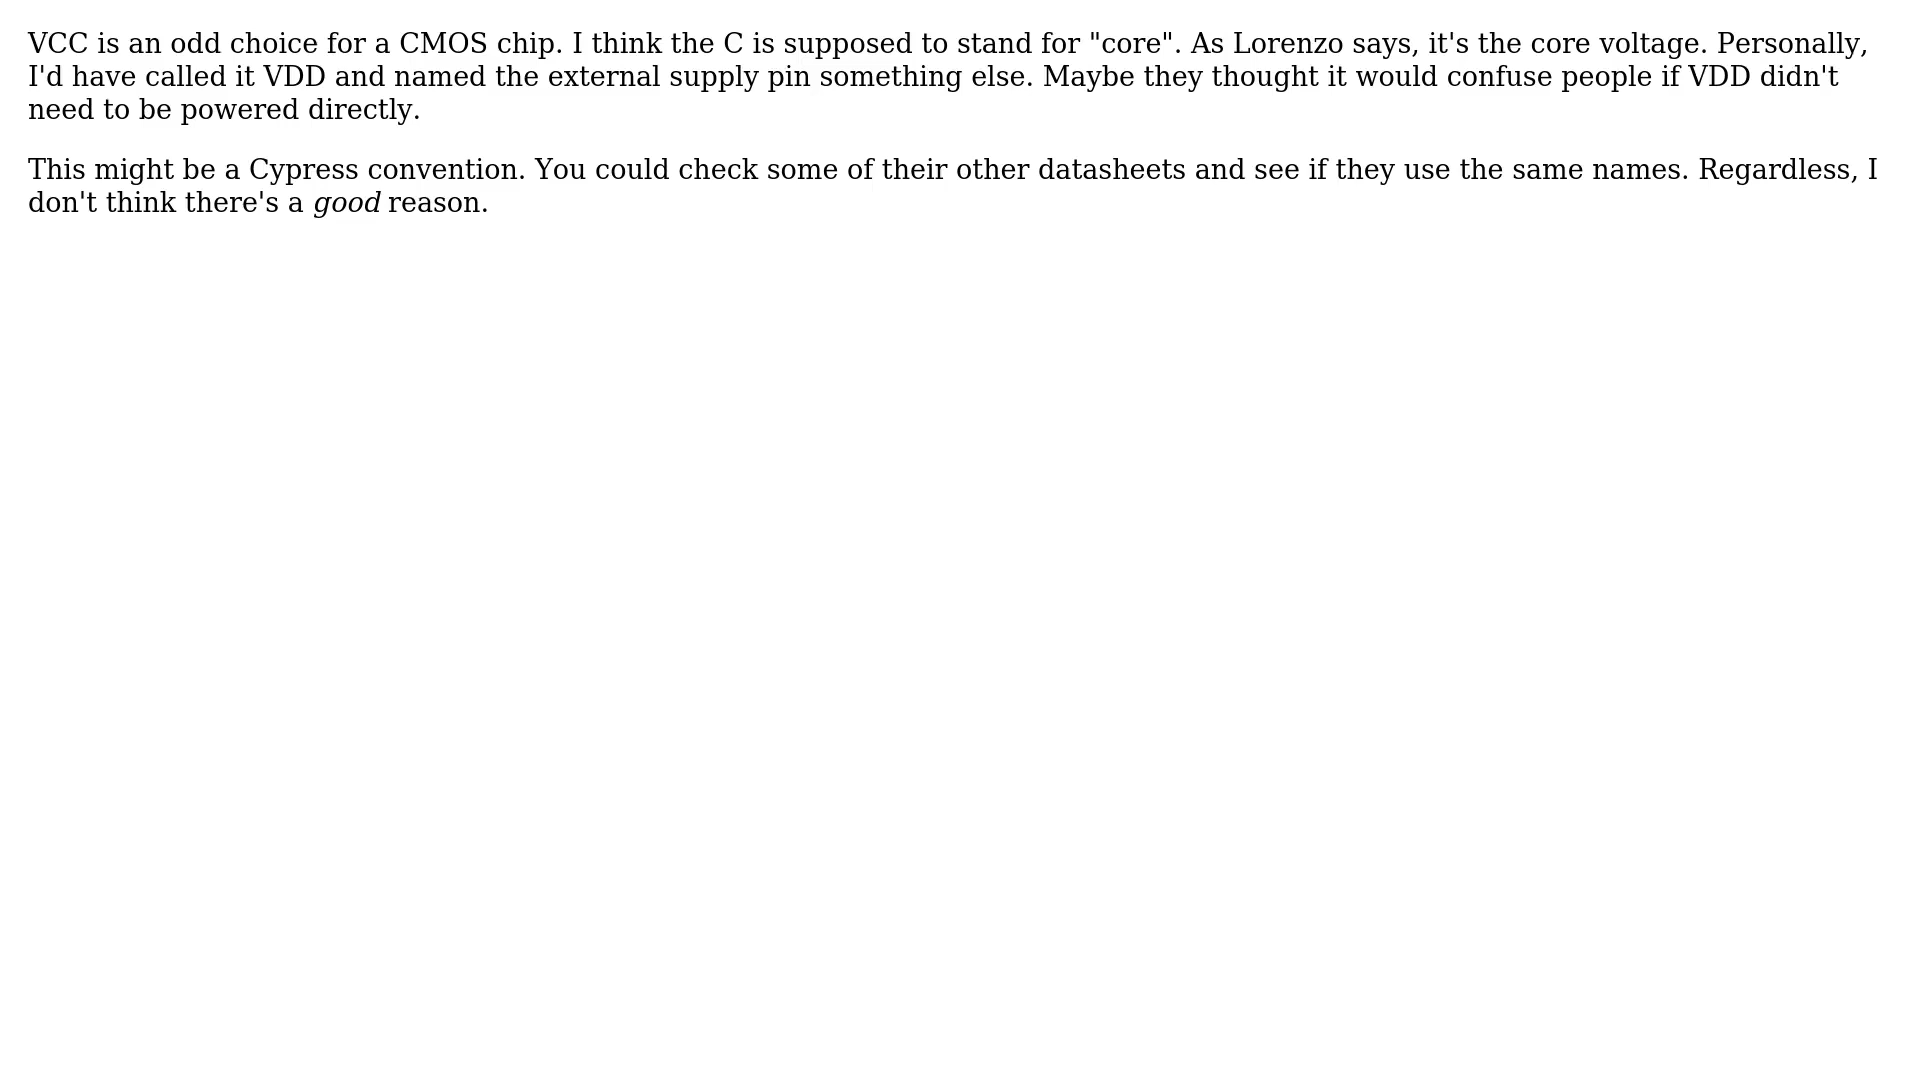 VCC is an odd choice for a CMOS chip. I think the C is supposed to stand for "core". As Lorenzo says, it's the core voltage. Personally,
I'd have called it VDD and named the external supply pin something else. Maybe they thought it would confuse people if VDD didn't
need to be powered directly.
This might be a Cypress convention. You could check some of their other datasheets and see if they use the same names. Regardless, I
don't think there's a good reason.